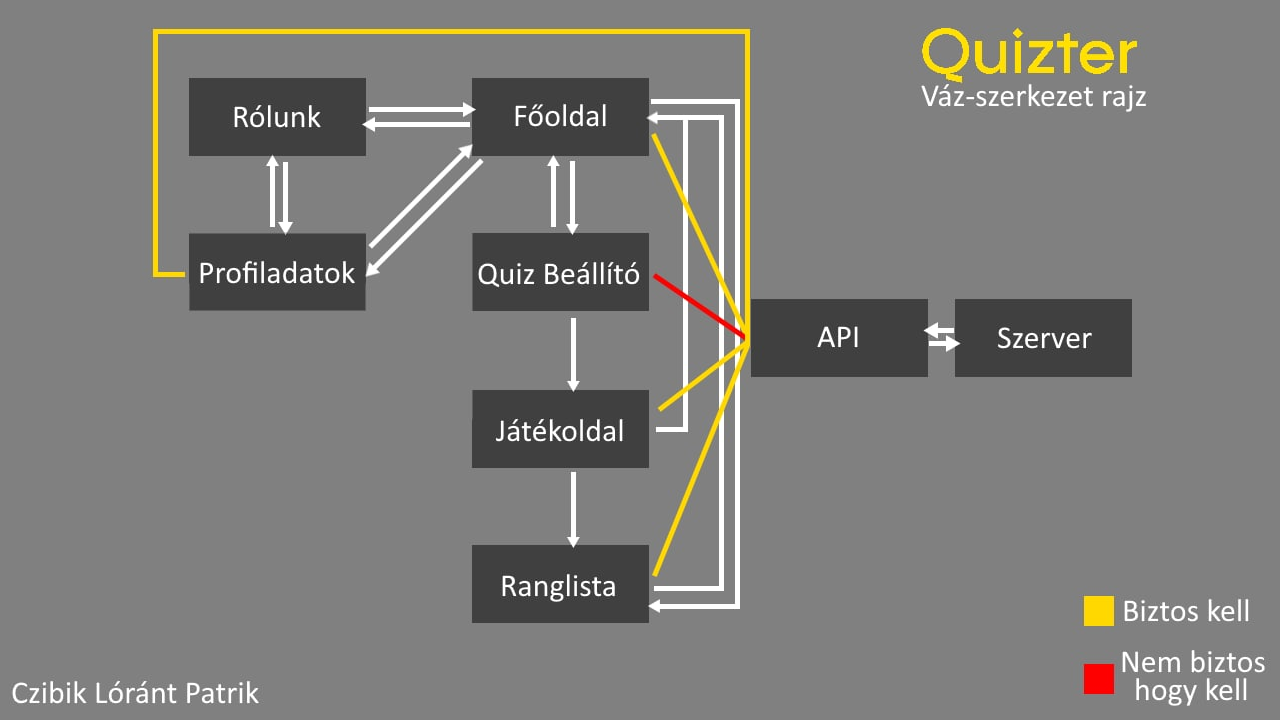 Quizter
Váz-szerkezet rajz
Rólunk
Főoldal
Profiladatok
Quiz Beállító
API
Szerver
Játékoldal
Ranglista
Biztos kell
Nem biztos
hogy kell
Czibik Lóránt Patrik